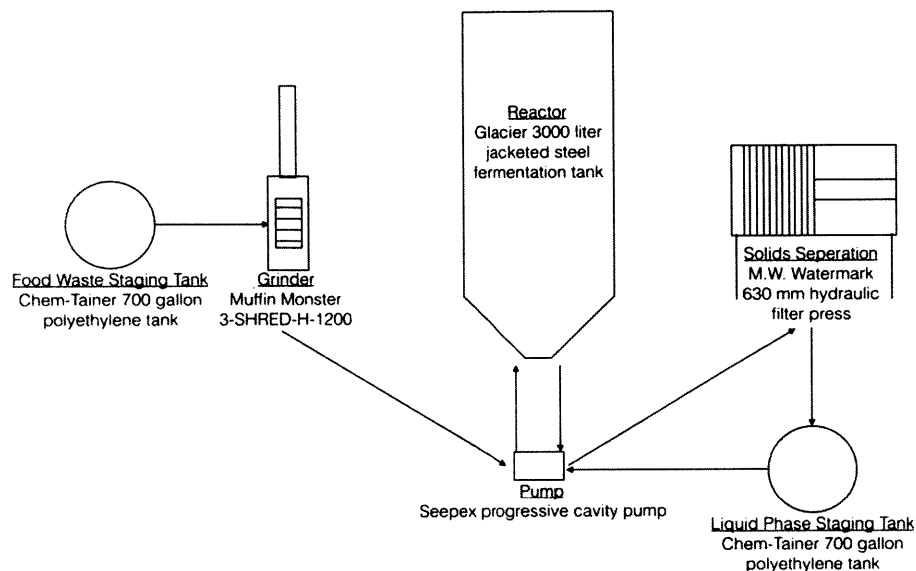 Reactor
Glacier 3000 liter
jacketed steel
fermentation tank
Food Waste Staging Tank
Chem-Tainer 700 gallon
polyethylene tank
Grinder
Muffin Monster
3-SHRED-H-1200
Solids Seperation
M.W. Watermark
630 mm hydraulic
filter press
Pump
Seepex progressive cavity pump
Liquid Phase Staging Tank
Chem-Tainer 700 gallon
polyethylene tank